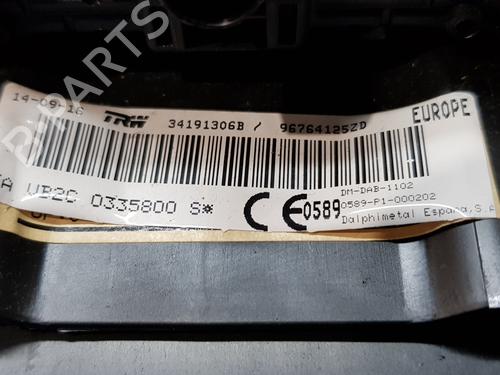 14-09-16 TRW 34191306B / 96764125ZD EUROPE
UB2C 0335800 S*
CE 0589
DM-DAB-1102
0589-P1-000202
Dalphimetal Espana, S.A
B-PARTS